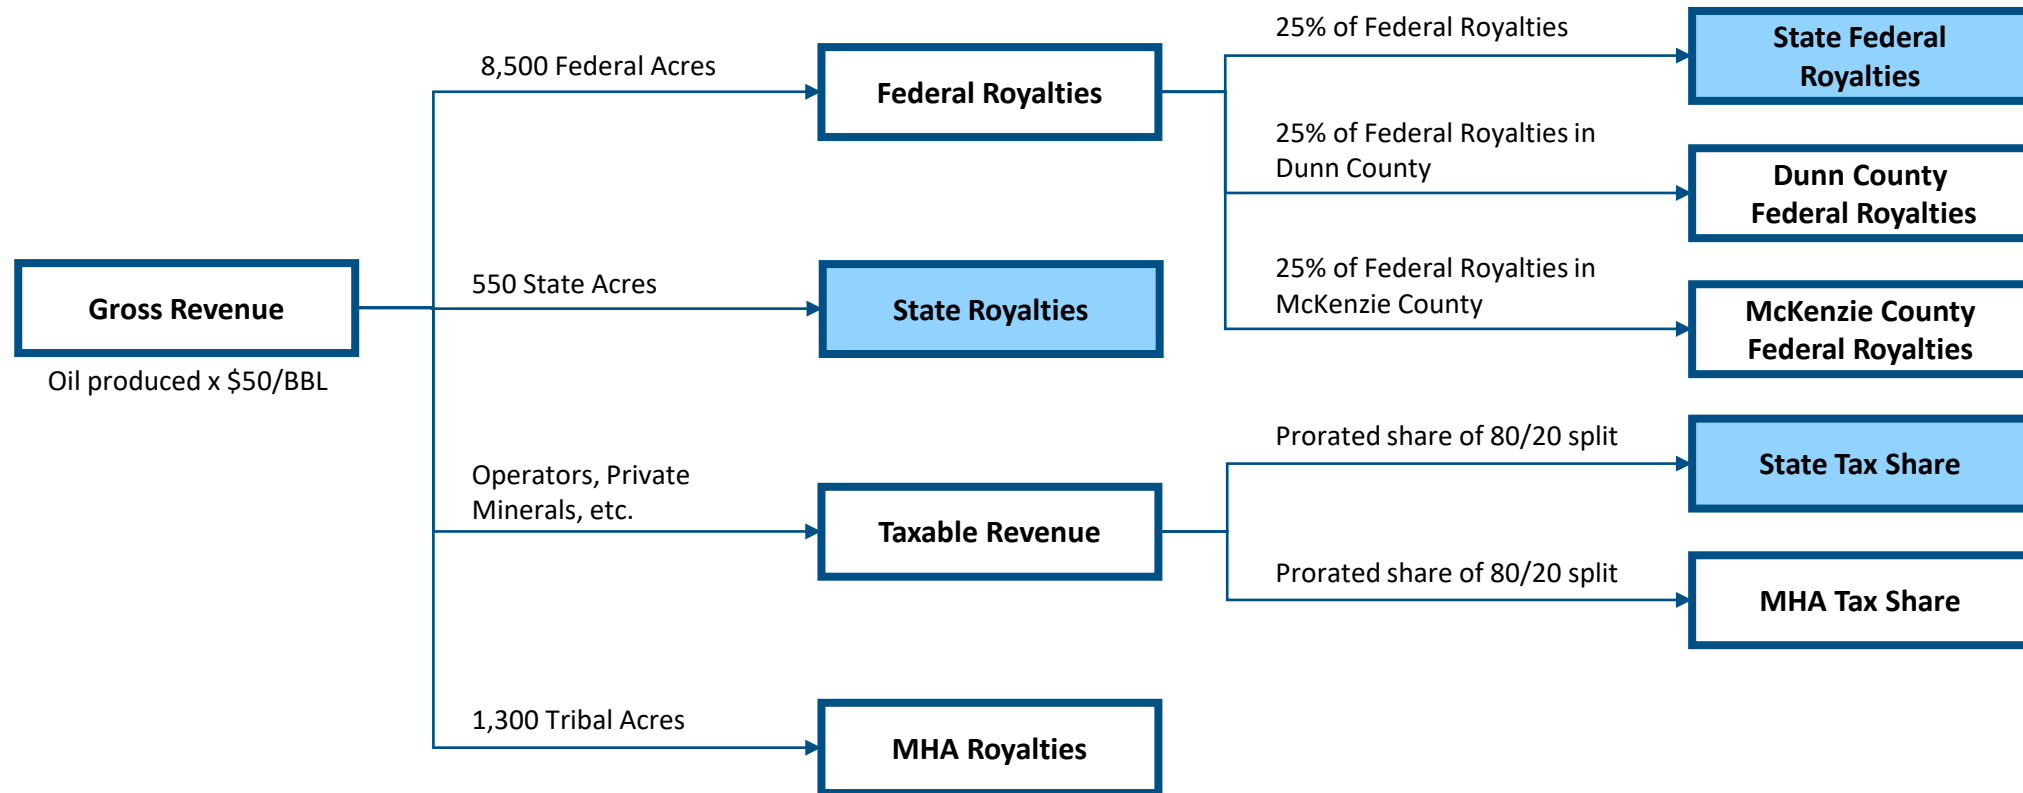 Gross Revenue
Oil produced x $50/BBL
8,500 Federal Acres
Federal Royalties
550 State Acres
State Royalties
Operators, Private
Minerals, etc.
Taxable Revenue
1,300 Tribal Acres
MHA Royalties
25% of Federal Royalties
State Federal
Royalties
25% of Federal Royalties in
Dunn County
Dunn County
Federal Royalties
25% of Federal Royalties in
McKenzie County
McKenzie County
Federal Royalties
Prorated share of 80/20 split
State Tax Share
Prorated share of 80/20 split
MHA Tax Share